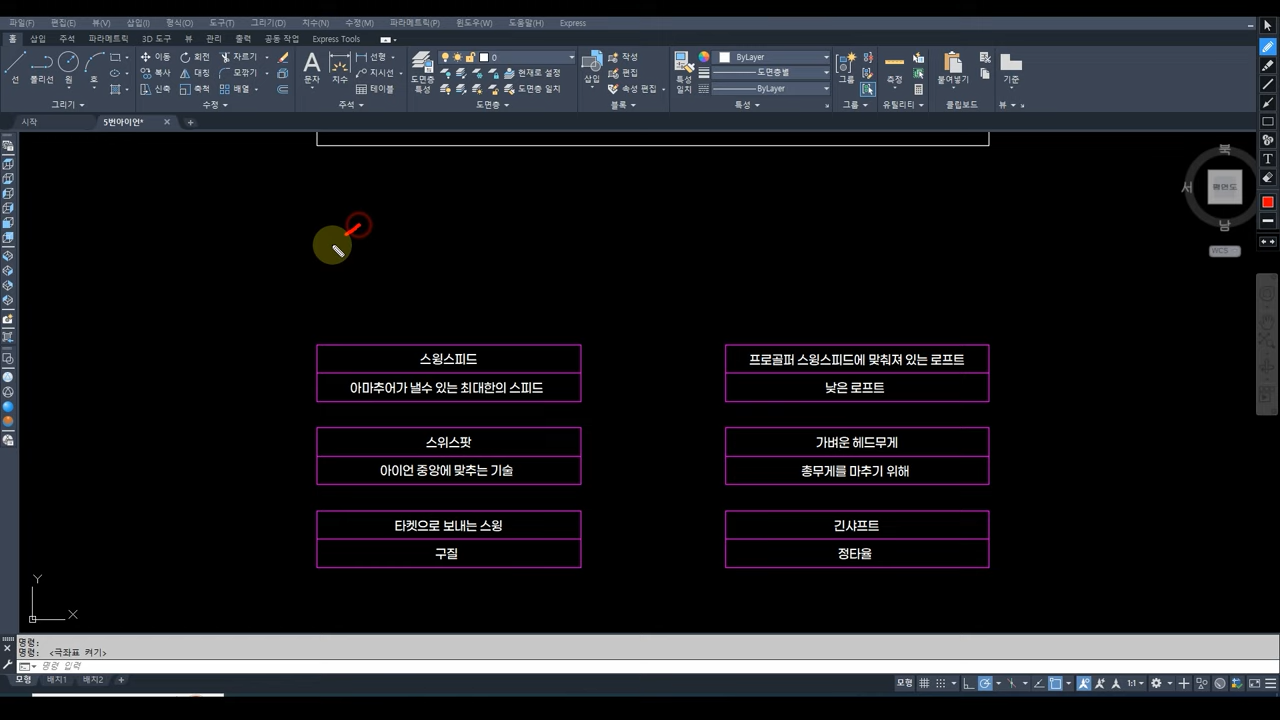 파일(F) 편집(E) 뷰(V) 삽입(I) 형식(O) 도구(T) 그리기(D) 치수(N) 수정(M) 파라메트릭(P) 윈도우(W) 도움말(H) Express
홈 삽입 주석 파라메트릭 3D 도구 뷰 관리 출력 공동 작업 Express Tools
선 폴리선 원 호 이동 회전 자르기 문자 치수 선형 0 삽입 작성 특성 일치 ByLayer 그룹 측정 붙여넣기 기준
복사 대칭 모깎기 지시선 도면층 특성 현재로 설정 편집 도면층별
신축 축척 배열 테이블 도면층 일치 속성 편집 ByLayer
그리기 수정 주석 도면층 블록 특성 그룹 유틸리티 클립보드 뷰
시작 5번아이언*
북
서 평면도
남
WCS
스윙스피드
아마추어가 낼수 있는 최대한의 스피드
스위스팟
아이언 중앙에 맞추는 기술
타켓으로 보내는 스윙
구질
프로골퍼 스윙스피드에 맞춰져 있는 로프트
낮은 로프트
가벼운 헤드무게
총무게를 마추기 위해
긴샤프트
정타율
Y
X
명령:
명령: <극좌표 켜기>
명령 입력
모형 배치1 배치2 모형 1:1